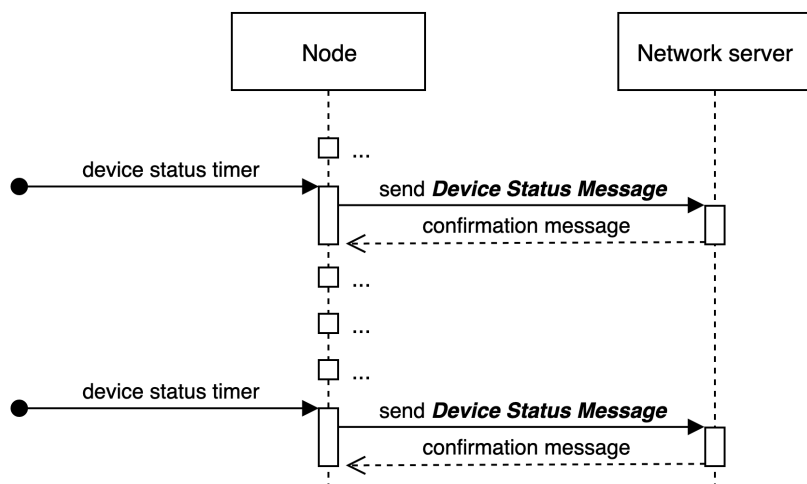 Node
Network server
...
device status timer
send Device Status Message
confirmation message
...
...
...
device status timer
send Device Status Message
confirmation message